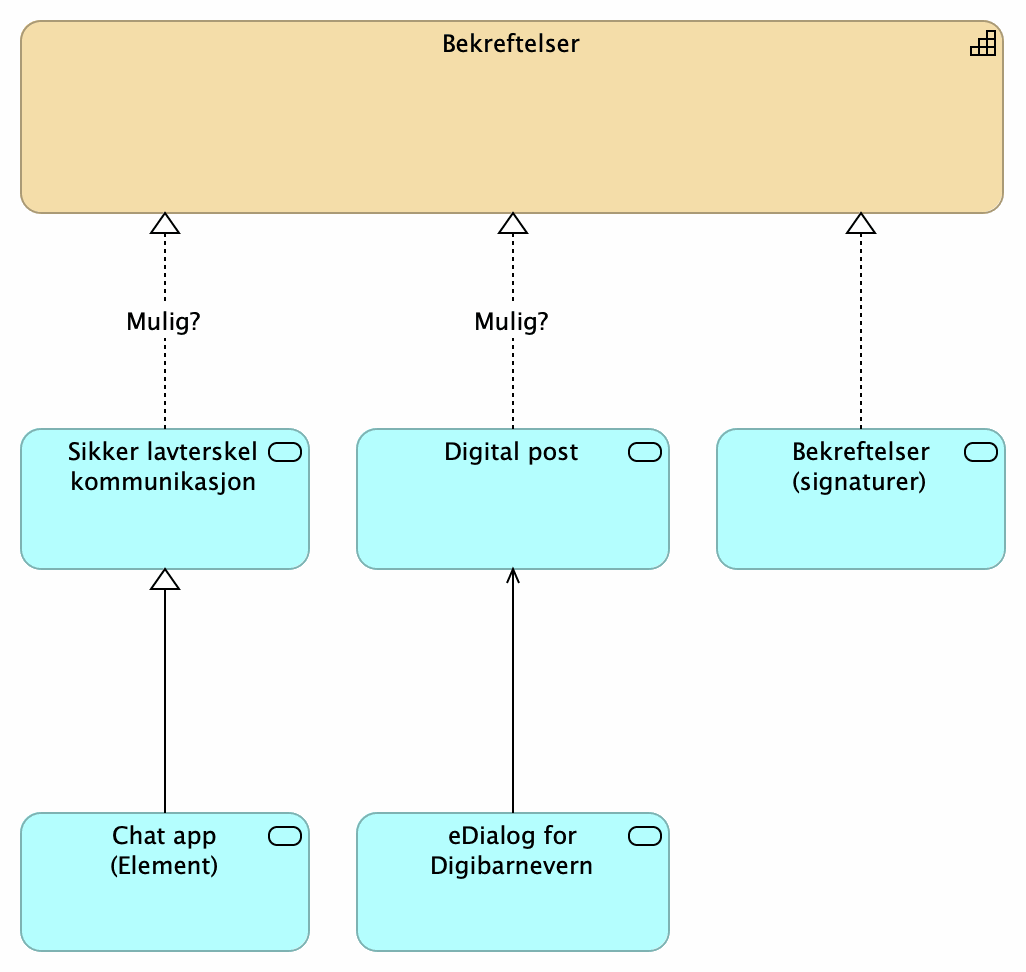 Bekreftelser
Mulig?
Mulig?
Sikker lavterskel
kommunikasjon
Digital post
Bekreftelser
(signaturer)
Chat app
(Element)
eDialog for
Digibarnevern